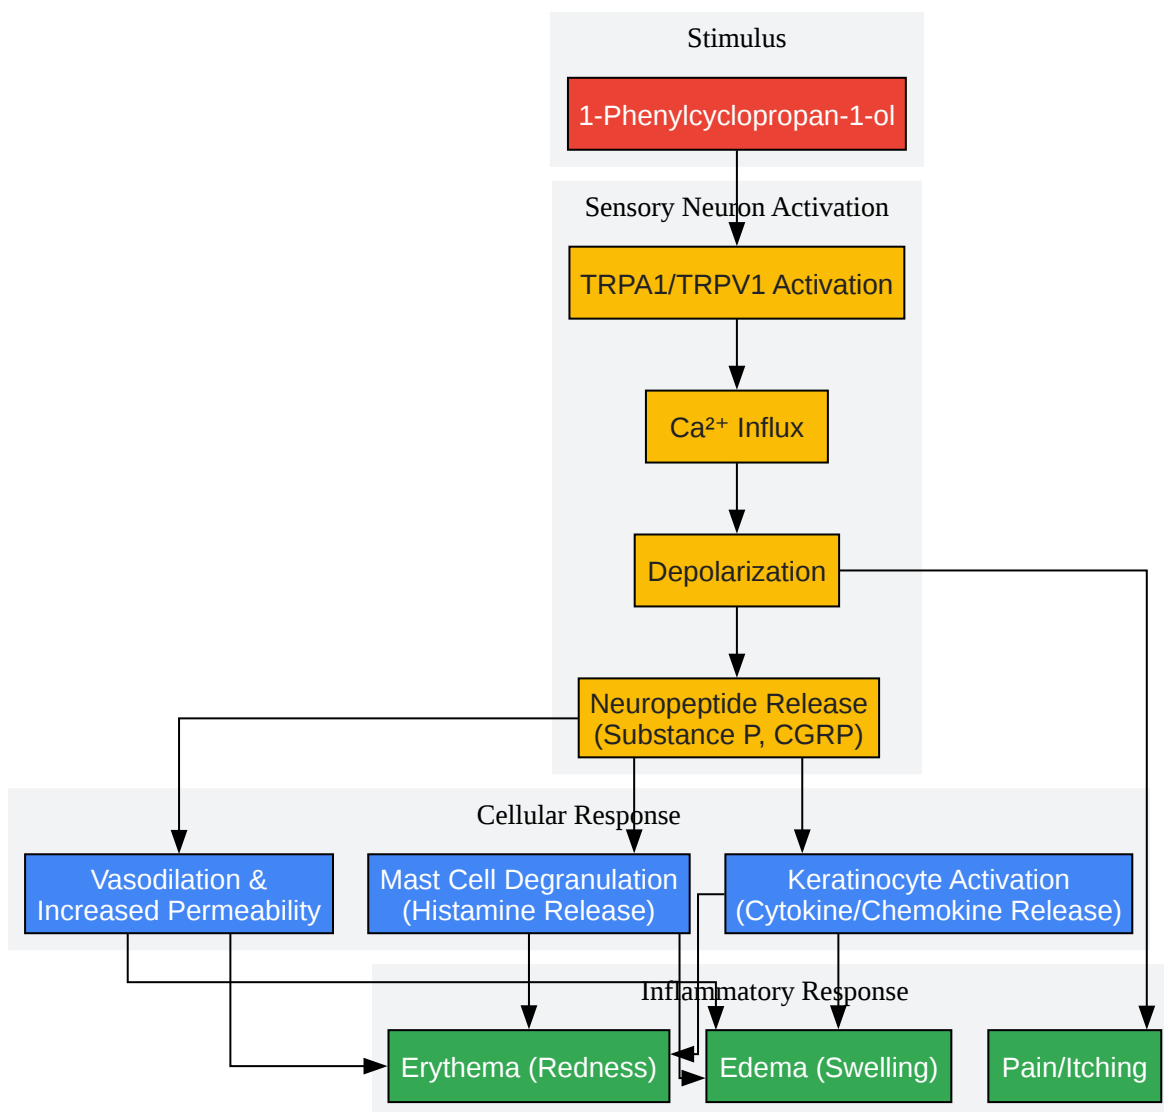 Stimulus
1-Phenylcyclopropan-1-ol
Sensory Neuron Activation
TRPA1/TRPV1 Activation
Ca²⁺ Influx
Depolarization
Neuropeptide Release
(Substance P, CGRP)
Cellular Response
Vasodilation &
Increased Permeability
Mast Cell Degranulation
(Histamine Release)
Keratinocyte Activation
(Cytokine/Chemokine Release)
Inflammatory Response
Erythema (Redness)
Edema (Swelling)
Pain/Itching